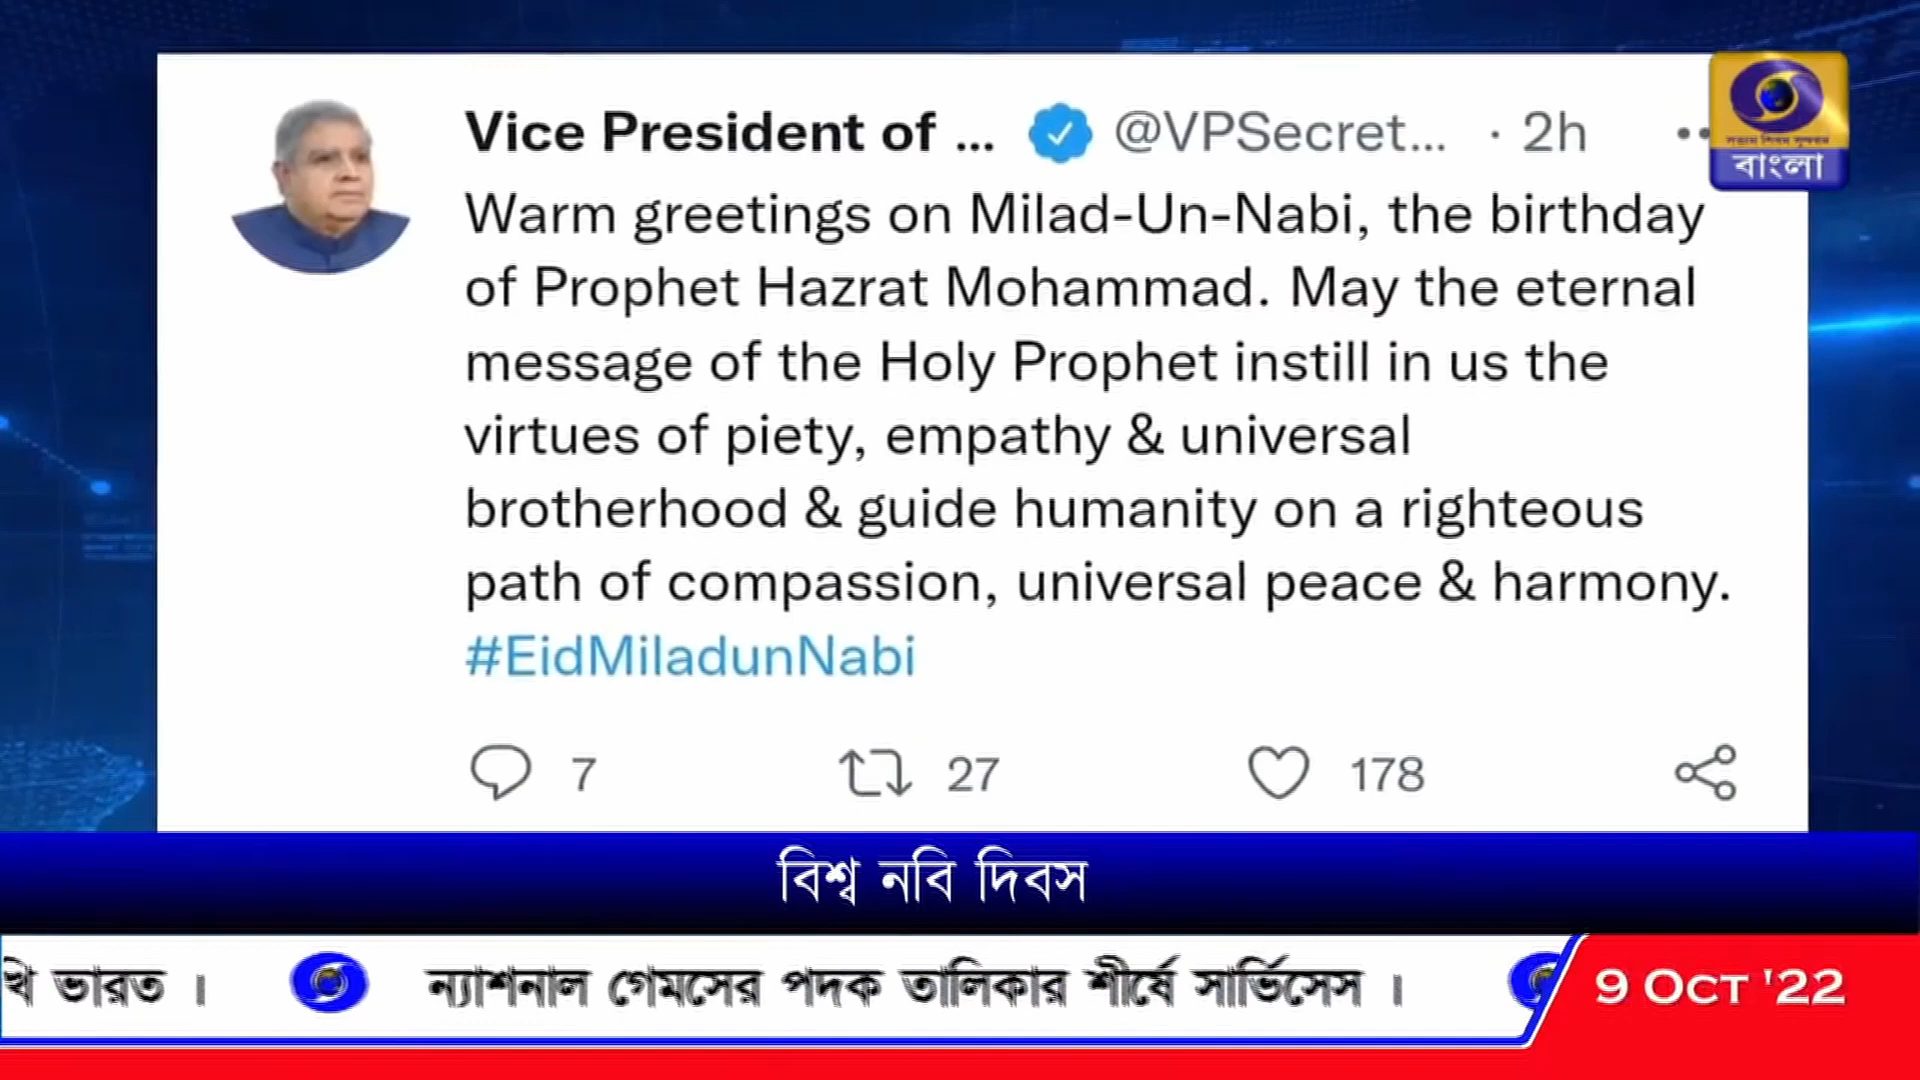 Vice President of ... @VPSecret... · 2h
বাংলা
Warm greetings on Milad-Un-Nabi, the birthday
of Prophet Hazrat Mohammad. May the eternal
message of the Holy Prophet instill in us the
virtues of piety, empathy & universal
brotherhood & guide humanity on a righteous
path of compassion, universal peace & harmony.
#EidMiladunNabi
7 27 178
বিশ্ব নবি দিবস
ভারত । ন্যাশনাল গেমসের পদক তালিকার শীর্ষে সার্ভিসেস ।
9 OCT '22